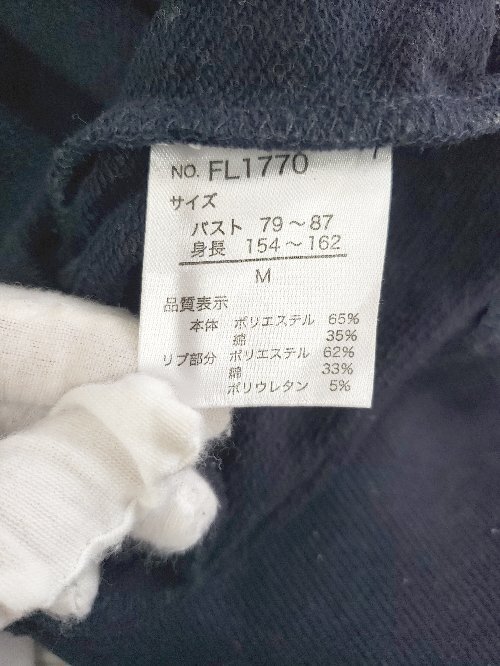 NO. FL1770
サイズ
バスト 79～87
身長 154～162
M
品質表示
本体 ポリエステル 65%
綿 35%
リブ部分 ポリエステル 62%
綿 33%
ポリウレタン 5%